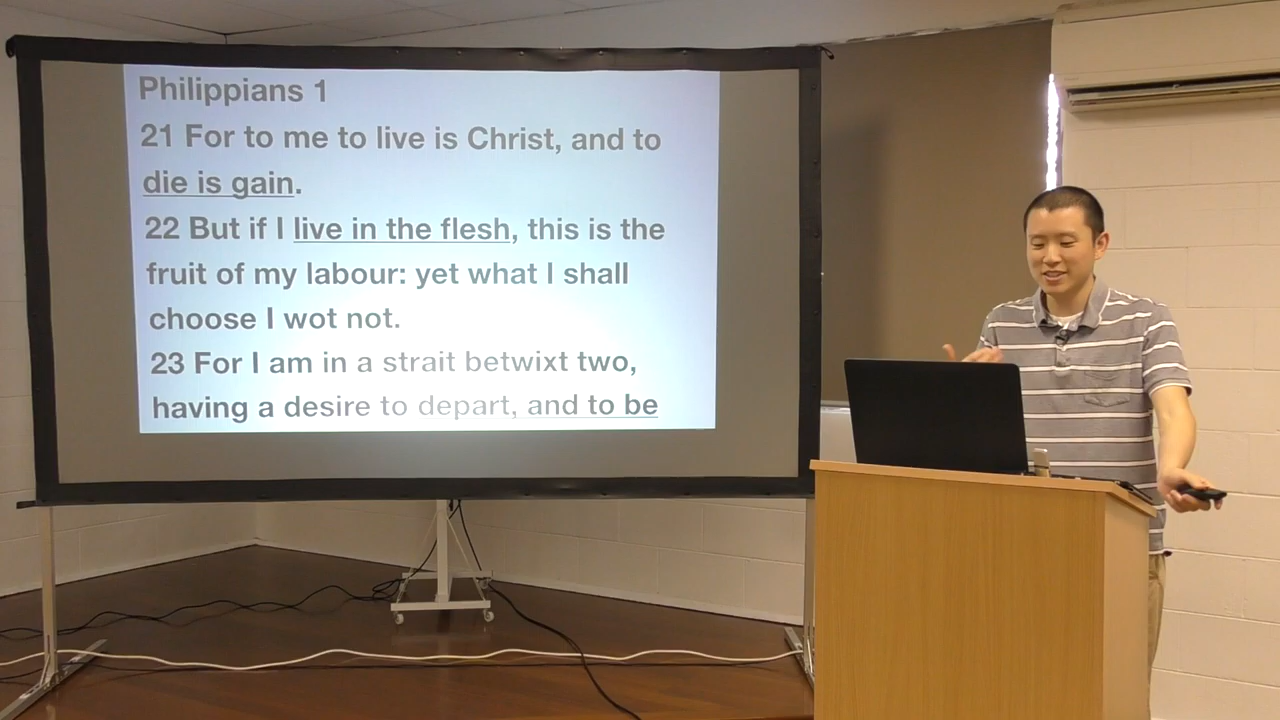 Philippians 1
21 For to me to live is Christ, and to
die is gain.
22 But if I live in the flesh, this is the
fruit of my labour: yet what I shall
choose I wot not.
23 For I am in a strait betwixt two,
having a desire to depart, and to be